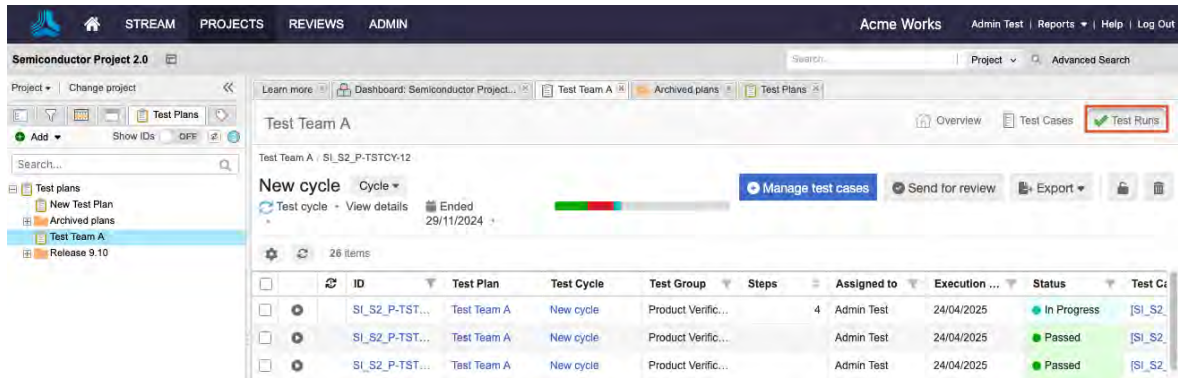 STREAM PROJECTS REVIEWS ADMIN Acme Works Admin Test | Reports | Help | Log Out
Semiconductor Project 2.0 Search... Project Advanced Search
Project Change project Learn more Dashboard: Semiconductor Project... Test Team A Archived plans Test Plans
Test Plans
Add Show IDs OFF
Test Team A Overview Test Cases Test Runs
Search...
Test plans
New Test Plan
Archived plans
Test Team A
Release 9.10
Test Team A / SI_S2_P-TSTCY-12
New cycle Cycle Manage test cases Send for review Export
Test cycle • View details Ended
29/11/2024
26 items
ID Test Plan Test Cycle Test Group Steps Assigned to Execution ... Status Test Ca
SI_S2_P-TST... Test Team A New cycle Product Verific... 4 Admin Test 24/04/2025 In Progress [SI_S2_
SI_S2_P-TST... Test Team A New cycle Product Verific... Admin Test 24/04/2025 Passed [SI_S2_
SI_S2_P-TST... Test Team A New cycle Product Verific... Admin Test 24/04/2025 Passed [SI_S2_